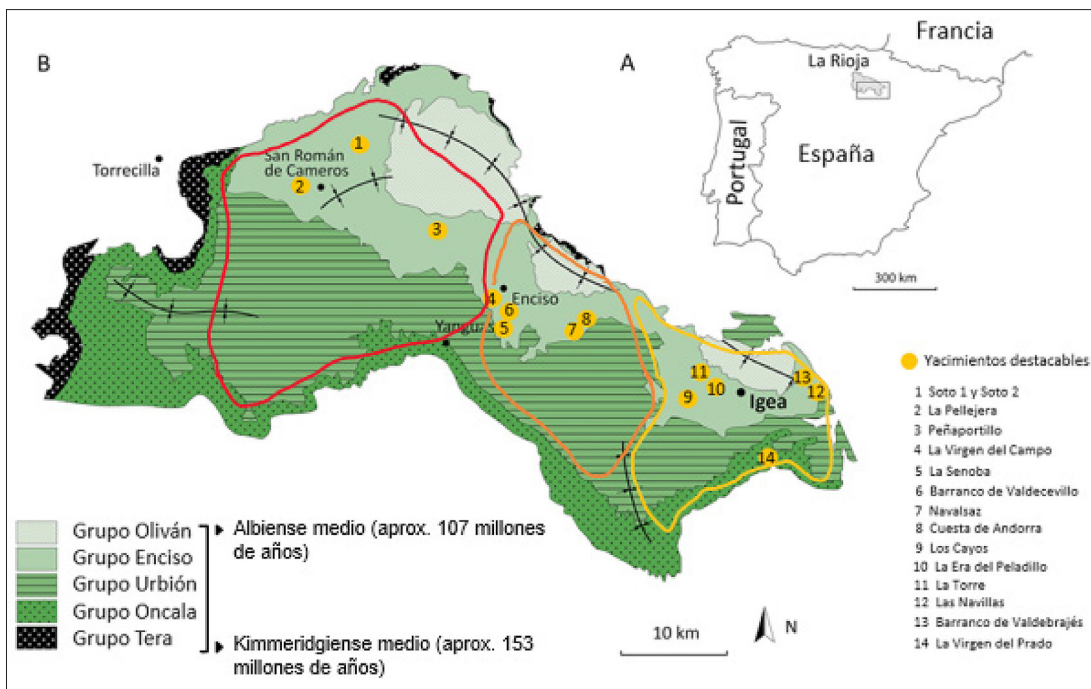 B
A
Francia
La Rioja
Portugal
España
300 km
Torrecilla
San Román
de Cameros
1
2
3
4
Enciso
6
5
Yanguas
8
7
11
10
9
Igea
13
12
14
Yacimientos destacables
1 Soto 1 y Soto 2
2 La Pellejera
3 Peñaportillo
4 La Virgen del Campo
5 La Senoba
6 Barranco de Valdecevillo
7 Navalsaz
8 Cuesta de Andorra
9 Los Cayos
10 La Era del Peladillo
11 La Torre
12 Las Navillas
13 Barranco de Valdebrajés
14 La Virgen del Prado
Grupo Oliván
Grupo Enciso
Grupo Urbión
Grupo Oncala
Grupo Tera
Albiense medio (aprox. 107 millones
de años)
Kimmeridgiense medio (aprox. 153
millones de años)
10 km
N